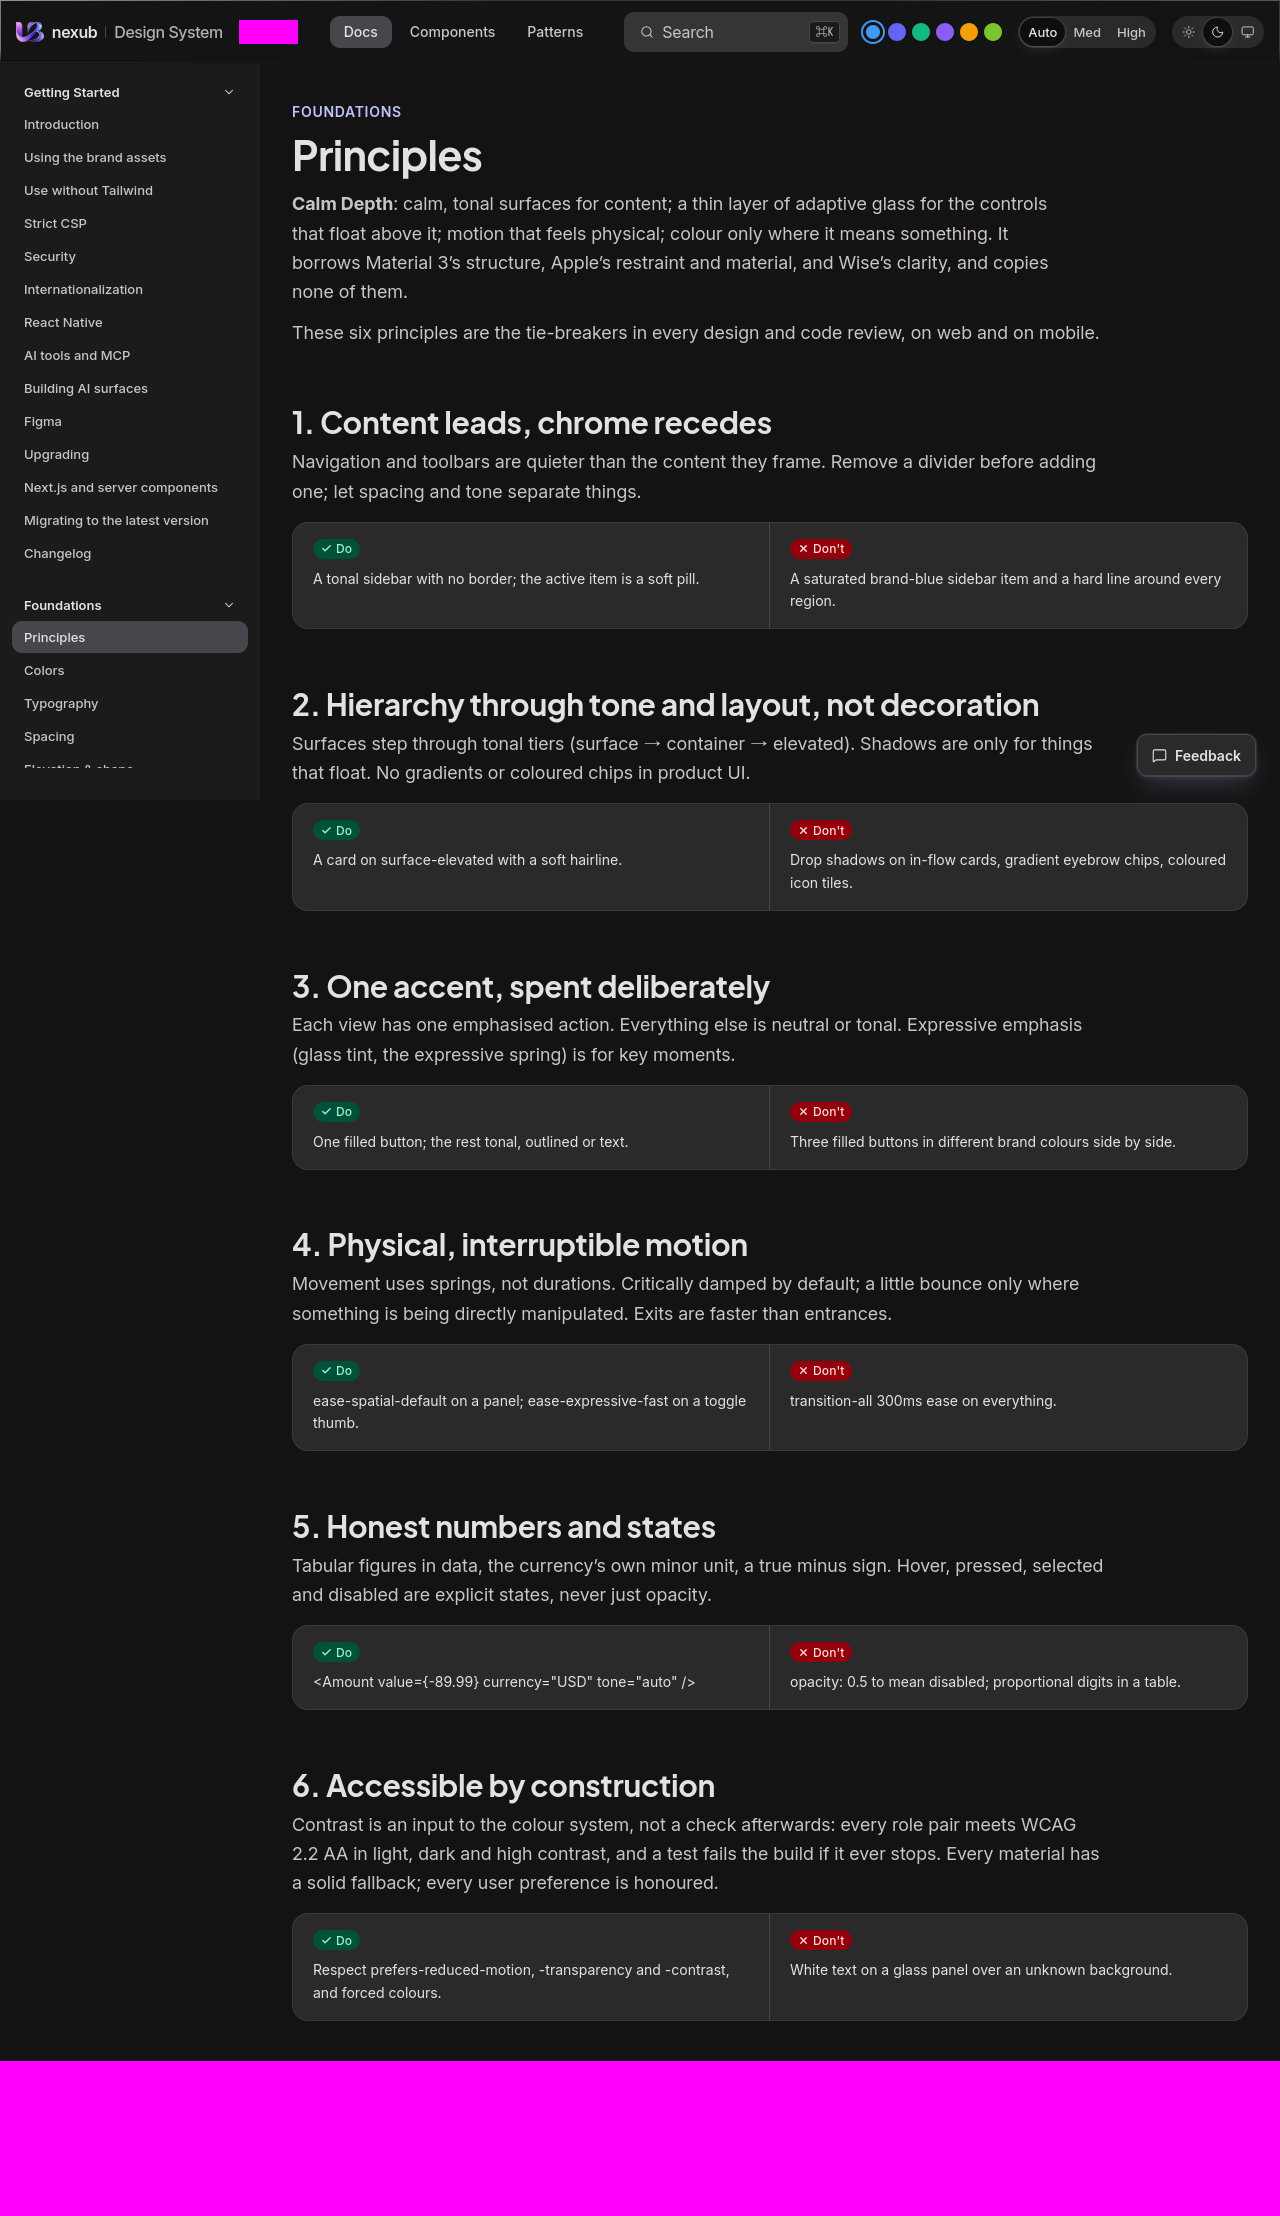 nexub Design System
Docs
Components
Patterns
Search
⌘K
Auto
Med
High
Getting Started
Introduction
Using the brand assets
Use without Tailwind
Strict CSP
Security
Internationalization
React Native
AI tools and MCP
Building AI surfaces
Figma
Upgrading
Next.js and server components
Migrating to the latest version
Changelog
Foundations
Principles
Colors
Typography
Spacing
Elevation & shape
FOUNDATIONS
Principles
Calm Depth: calm, tonal surfaces for content; a thin layer of adaptive glass for the controls
that float above it; motion that feels physical; colour only where it means something. It
borrows Material 3’s structure, Apple’s restraint and material, and Wise’s clarity, and copies
none of them.
These six principles are the tie-breakers in every design and code review, on web and on mobile.
1. Content leads, chrome recedes
Navigation and toolbars are quieter than the content they frame. Remove a divider before adding
one; let spacing and tone separate things.
Do
A tonal sidebar with no border; the active item is a soft pill.
Don't
A saturated brand-blue sidebar item and a hard line around every
region.
2. Hierarchy through tone and layout, not decoration
Surfaces step through tonal tiers (surface → container → elevated). Shadows are only for things
that float. No gradients or coloured chips in product UI.
Do
A card on surface-elevated with a soft hairline.
Don't
Drop shadows on in-flow cards, gradient eyebrow chips, coloured
icon tiles.
Feedback
3. One accent, spent deliberately
Each view has one emphasised action. Everything else is neutral or tonal. Expressive emphasis
(glass tint, the expressive spring) is for key moments.
Do
One filled button; the rest tonal, outlined or text.
Don't
Three filled buttons in different brand colours side by side.
4. Physical, interruptible motion
Movement uses springs, not durations. Critically damped by default; a little bounce only where
something is being directly manipulated. Exits are faster than entrances.
Do
ease-spatial-default on a panel; ease-expressive-fast on a toggle
thumb.
Don't
transition-all 300ms ease on everything.
5. Honest numbers and states
Tabular figures in data, the currency’s own minor unit, a true minus sign. Hover, pressed, selected
and disabled are explicit states, never just opacity.
Do
<Amount value={-89.99} currency="USD" tone="auto" />
Don't
opacity: 0.5 to mean disabled; proportional digits in a table.
6. Accessible by construction
Contrast is an input to the colour system, not a check afterwards: every role pair meets WCAG
2.2 AA in light, dark and high contrast, and a test fails the build if it ever stops. Every material has
a solid fallback; every user preference is honoured.
Do
Respect prefers-reduced-motion, -transparency and -contrast,
and forced colours.
Don't
White text on a glass panel over an unknown background.